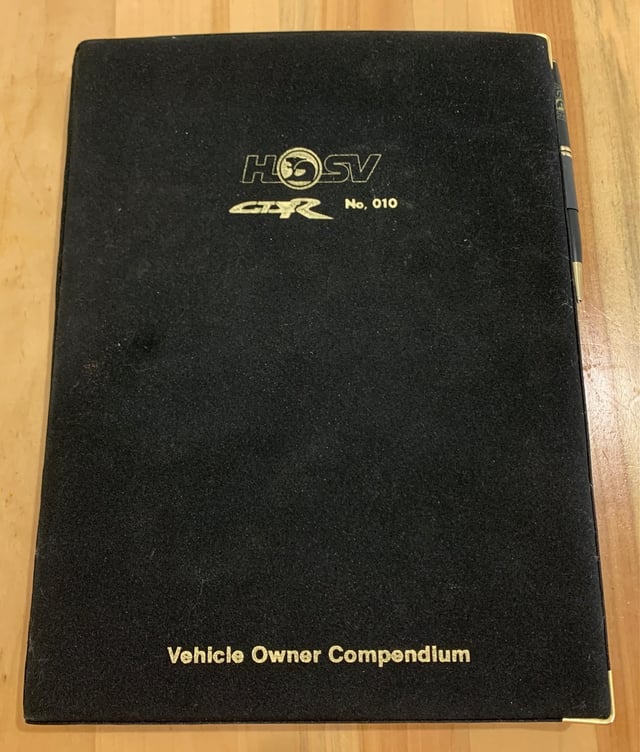 HSV
GTSR No, 010
Vehicle Owner Compendium